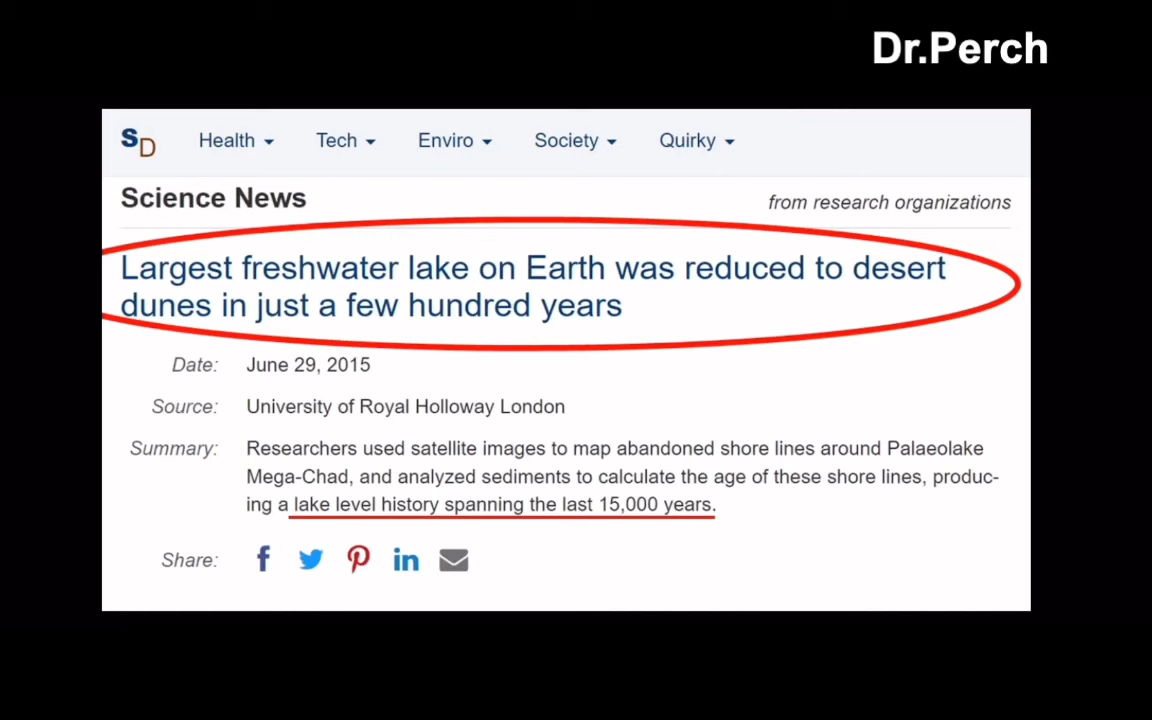 Dr.Perch
SD Health Tech Enviro Society Quirky
Science News from research organizations
Largest freshwater lake on Earth was reduced to desert
dunes in just a few hundred years
Date: June 29, 2015
Source: University of Royal Holloway London
Summary: Researchers used satellite images to map abandoned shore lines around Palaeolake
Mega-Chad, and analyzed sediments to calculate the age of these shore lines, produc-
ing a lake level history spanning the last 15,000 years.
Share: